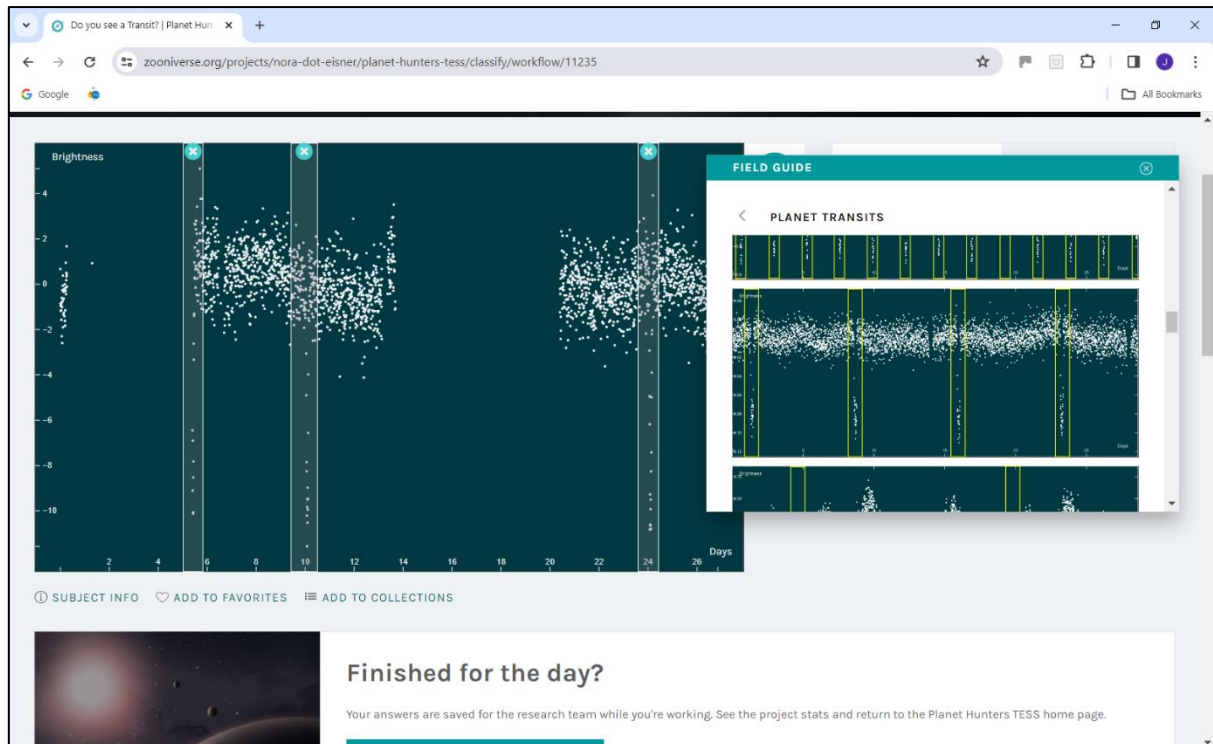 Do you see a Transit? | Planet Hun
zooniverse.org/projects/nora-dot-eisner/planet-hunters-tess/classify/workflow/11235
J
G Google
All Bookmarks
Brightness
4
2
0
-2
-4
-6
-8
-10
2 4 6 8 10 12 14 16 18 20 22 24 26
Days
SUBJECT INFO ADD TO FAVORITES ADD TO COLLECTIONS
FIELD GUIDE
PLANET TRANSITS
Days
Brightness
Days
Brightness
Finished for the day?
Your answers are saved for the research team while you're working. See the project stats and return to the Planet Hunters TESS home page.